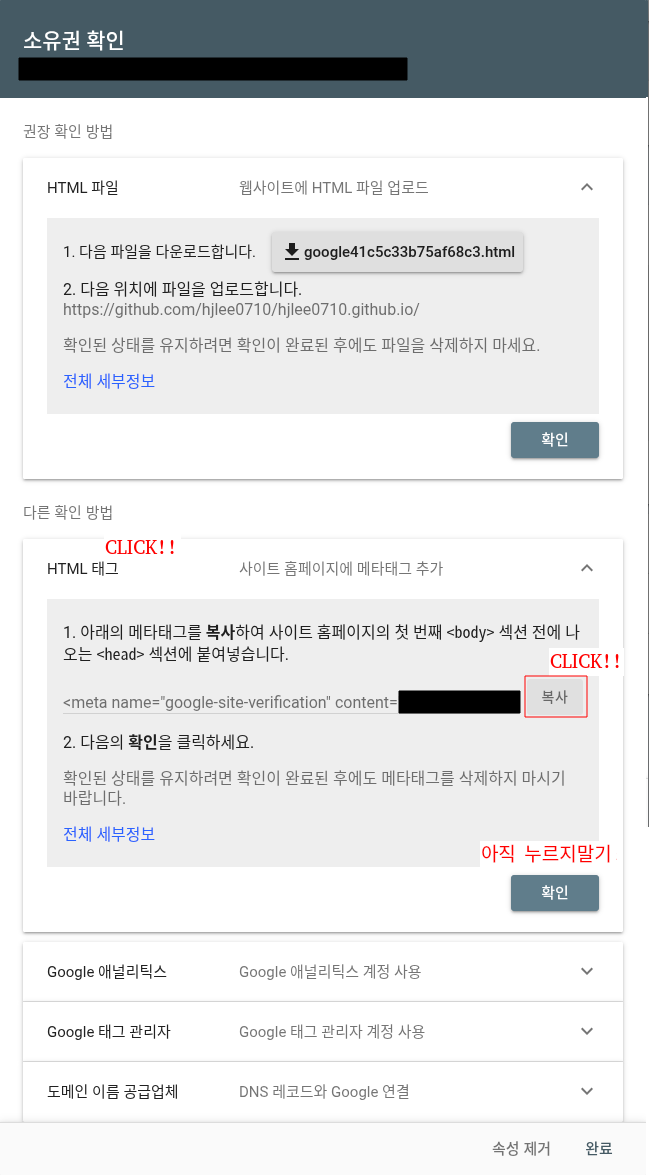 소유권 확인
권장 확인 방법
HTML 파일 웹사이트에 HTML 파일 업로드
1. 다음 파일을 다운로드합니다. google41c5c33b75af68c3.html
2. 다음 위치에 파일을 업로드합니다.
https://github.com/hjlee0710/hjlee0710.github.io/
확인된 상태를 유지하려면 확인이 완료된 후에도 파일을 삭제하지 마세요.
전체 세부정보
확인
다른 확인 방법
CLICK!!
HTML 태그 사이트 홈페이지에 메타태그 추가
1. 아래의 메타태그를 복사하여 사이트 홈페이지의 첫 번째 <body> 섹션 전에 나
오는 <head> 섹션에 붙여넣습니다.
CLICK!!
<meta name="google-site-verification" content= 복사
2. 다음의 확인을 클릭하세요.
확인된 상태를 유지하려면 확인이 완료된 후에도 메타태그를 삭제하지 마시기
바랍니다.
전체 세부정보
아직 누르지말기
확인
Google 애널리틱스 Google 애널리틱스 계정 사용
Google 태그 관리자 Google 태그 관리자 계정 사용
도메인 이름 공급업체 DNS 레코드와 Google 연결
속성 제거 완료